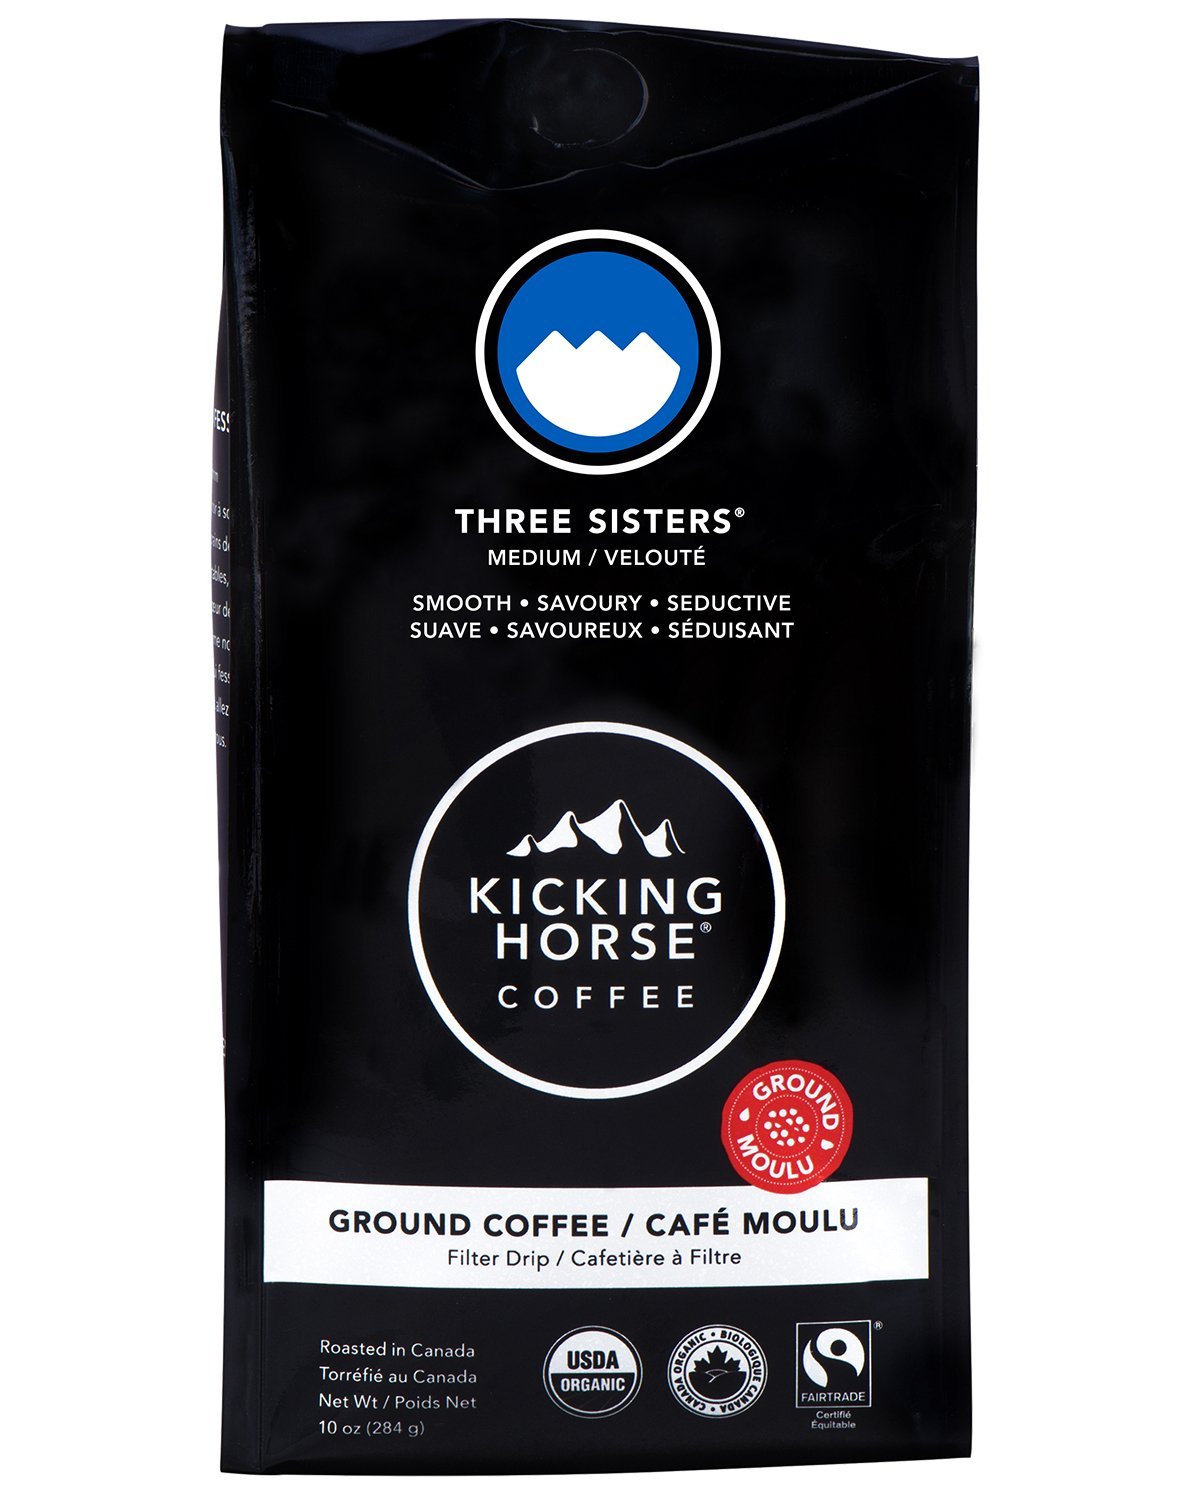 THREE SISTERS®
MEDIUM / VELOUTÉ
SMOOTH • SAVOURY • SEDUCTIVE
SUAVE • SAVOUREUX • SÉDUISANT
KICKING
HORSE®
COFFEE
GROUND
MOULU
GROUND COFFEE / CAFÉ MOULU
Filter Drip / Cafetière à Filtre
Roasted in Canada
Torréfié au Canada
Net Wt / Poids Net
10 oz (284 g)
USDA
ORGANIC
CANADA ORGANIC • BIOLOGIQUE CANADA •
®
FAIRTRADE
Certifié
Équitable